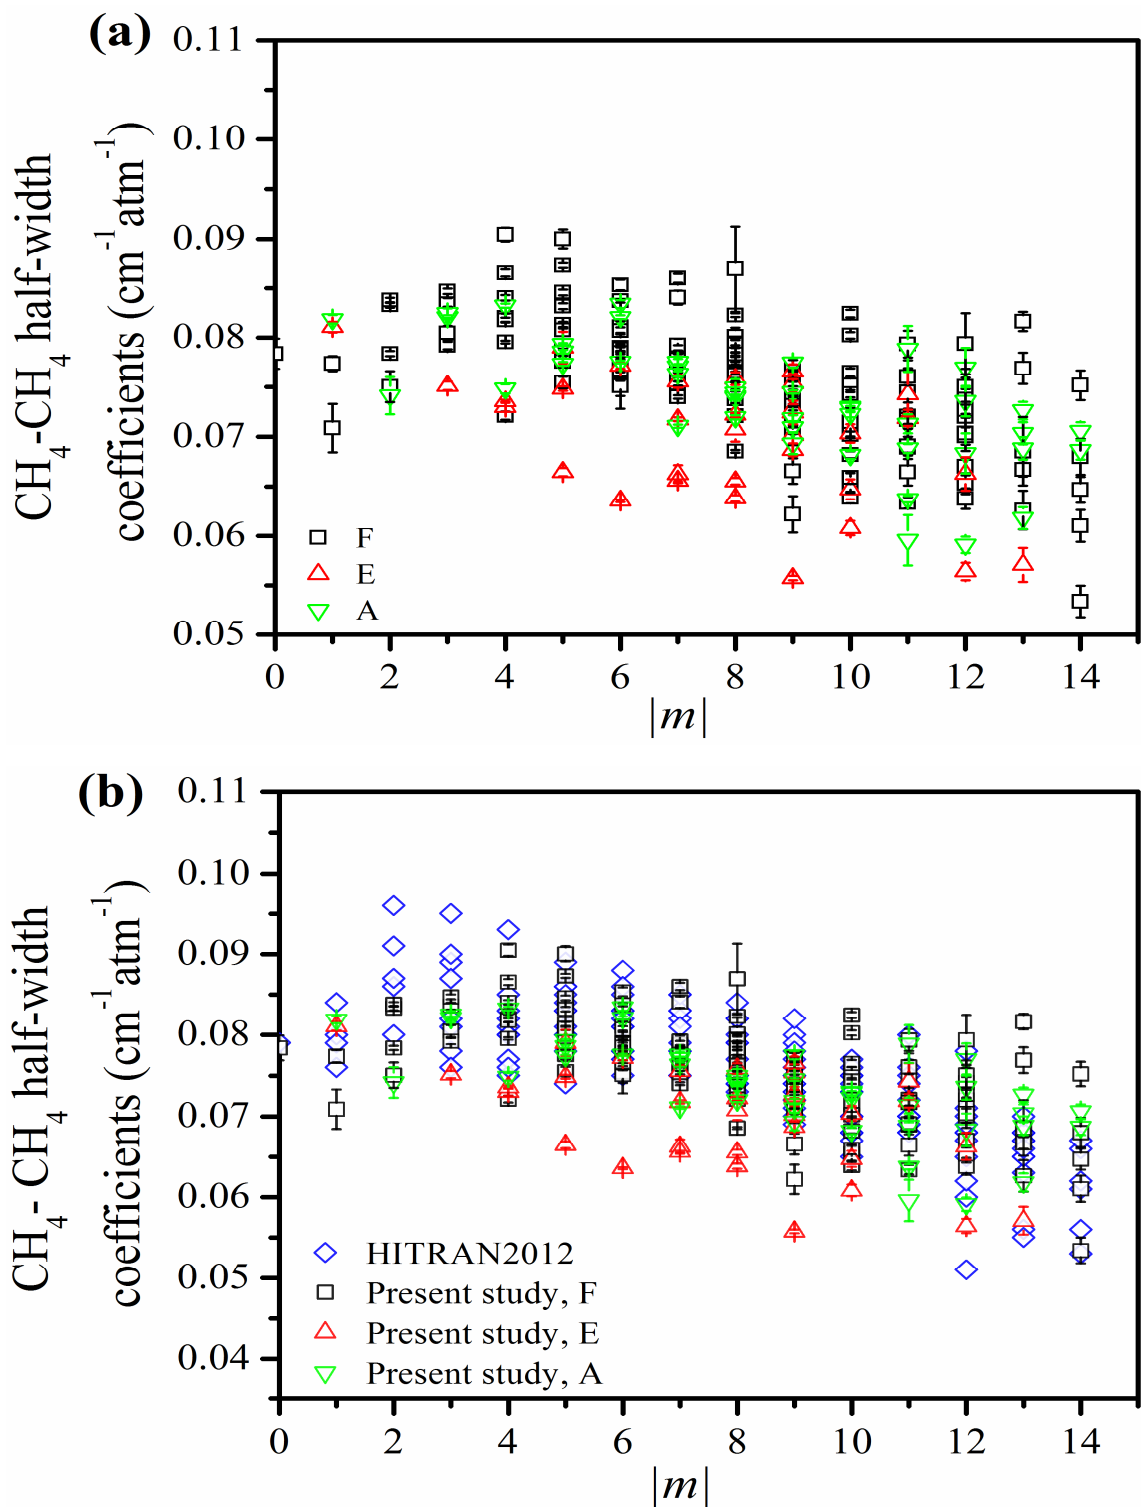 (a)
0.11
0.10
0.09
0.08
0.07
0.06
0.05
CH4-CH4 half-width
coefficients (cm-1atm-1)
F
E
A
0 2 4 6 8 10 12 14
|m|
(b)
0.11
0.10
0.09
0.08
0.07
0.06
0.05
0.04
CH4- CH4 half-width
coefficients (cm-1atm-1)
HITRAN2012
Present study, F
Present study, E
Present study, A
0 2 4 6 8 10 12 14
|m|